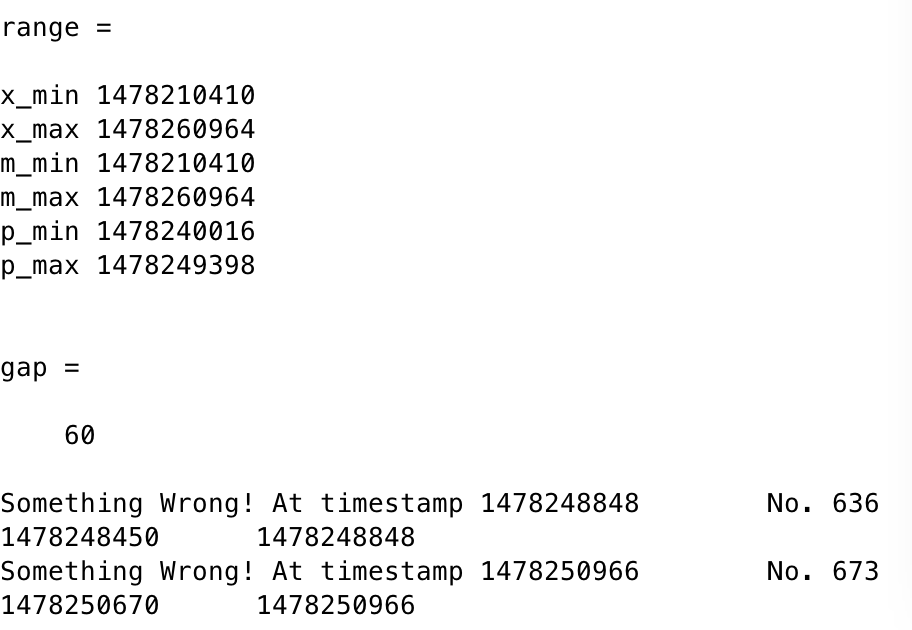 range =
x_min 1478210410
x_max 1478260964
m_min 1478210410
m_max 1478260964
p_min 1478240016
p_max 1478249398
gap =
60
Something Wrong! At timestamp 1478248848 No. 636
1478248450 1478248848
Something Wrong! At timestamp 1478250966 No. 673
1478250670 1478250966